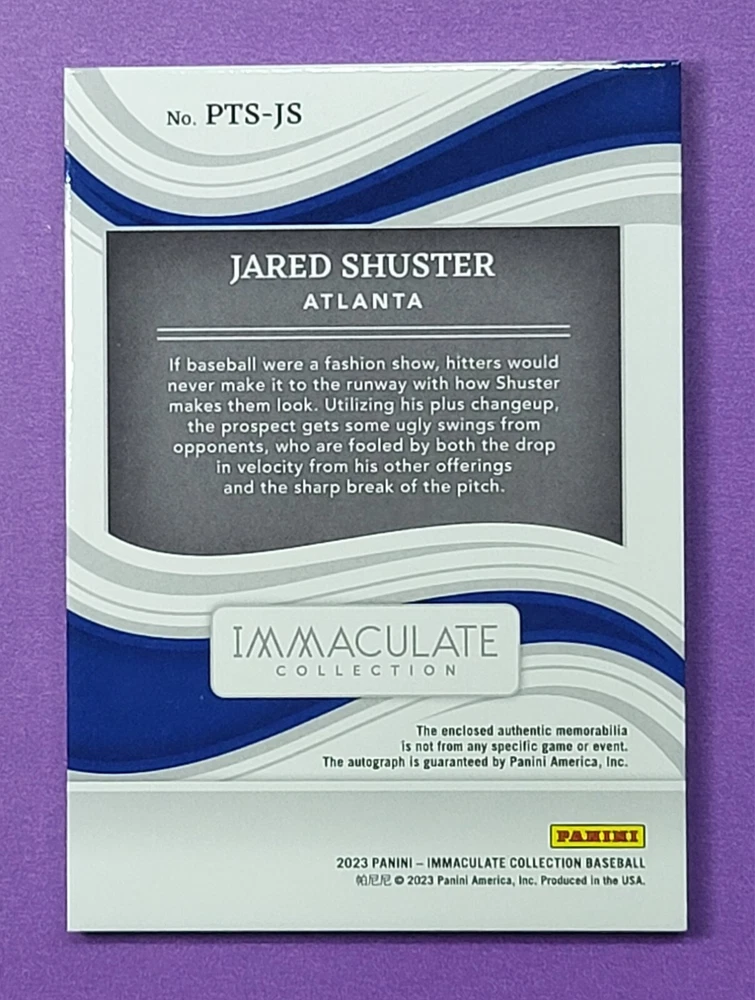 No. PTS-JS
JARED SHUSTER
ATLANTA
If baseball were a fashion show, hitters would
never make it to the runway with how Shuster
makes them look. Utilizing his plus changeup,
the prospect gets some ugly swings from
opponents, who are fooled by both the drop
in velocity from his other offerings
and the sharp break of the pitch.
IMMACULATE
COLLECTION
The enclosed authentic memorabilia
is not from any specific game or event.
The autograph is guaranteed by Panini America, Inc.
PANINI
2023 PANINI – IMMACULATE COLLECTION BASEBALL
帕尼尼 © 2023 Panini America, Inc. Produced in the USA.